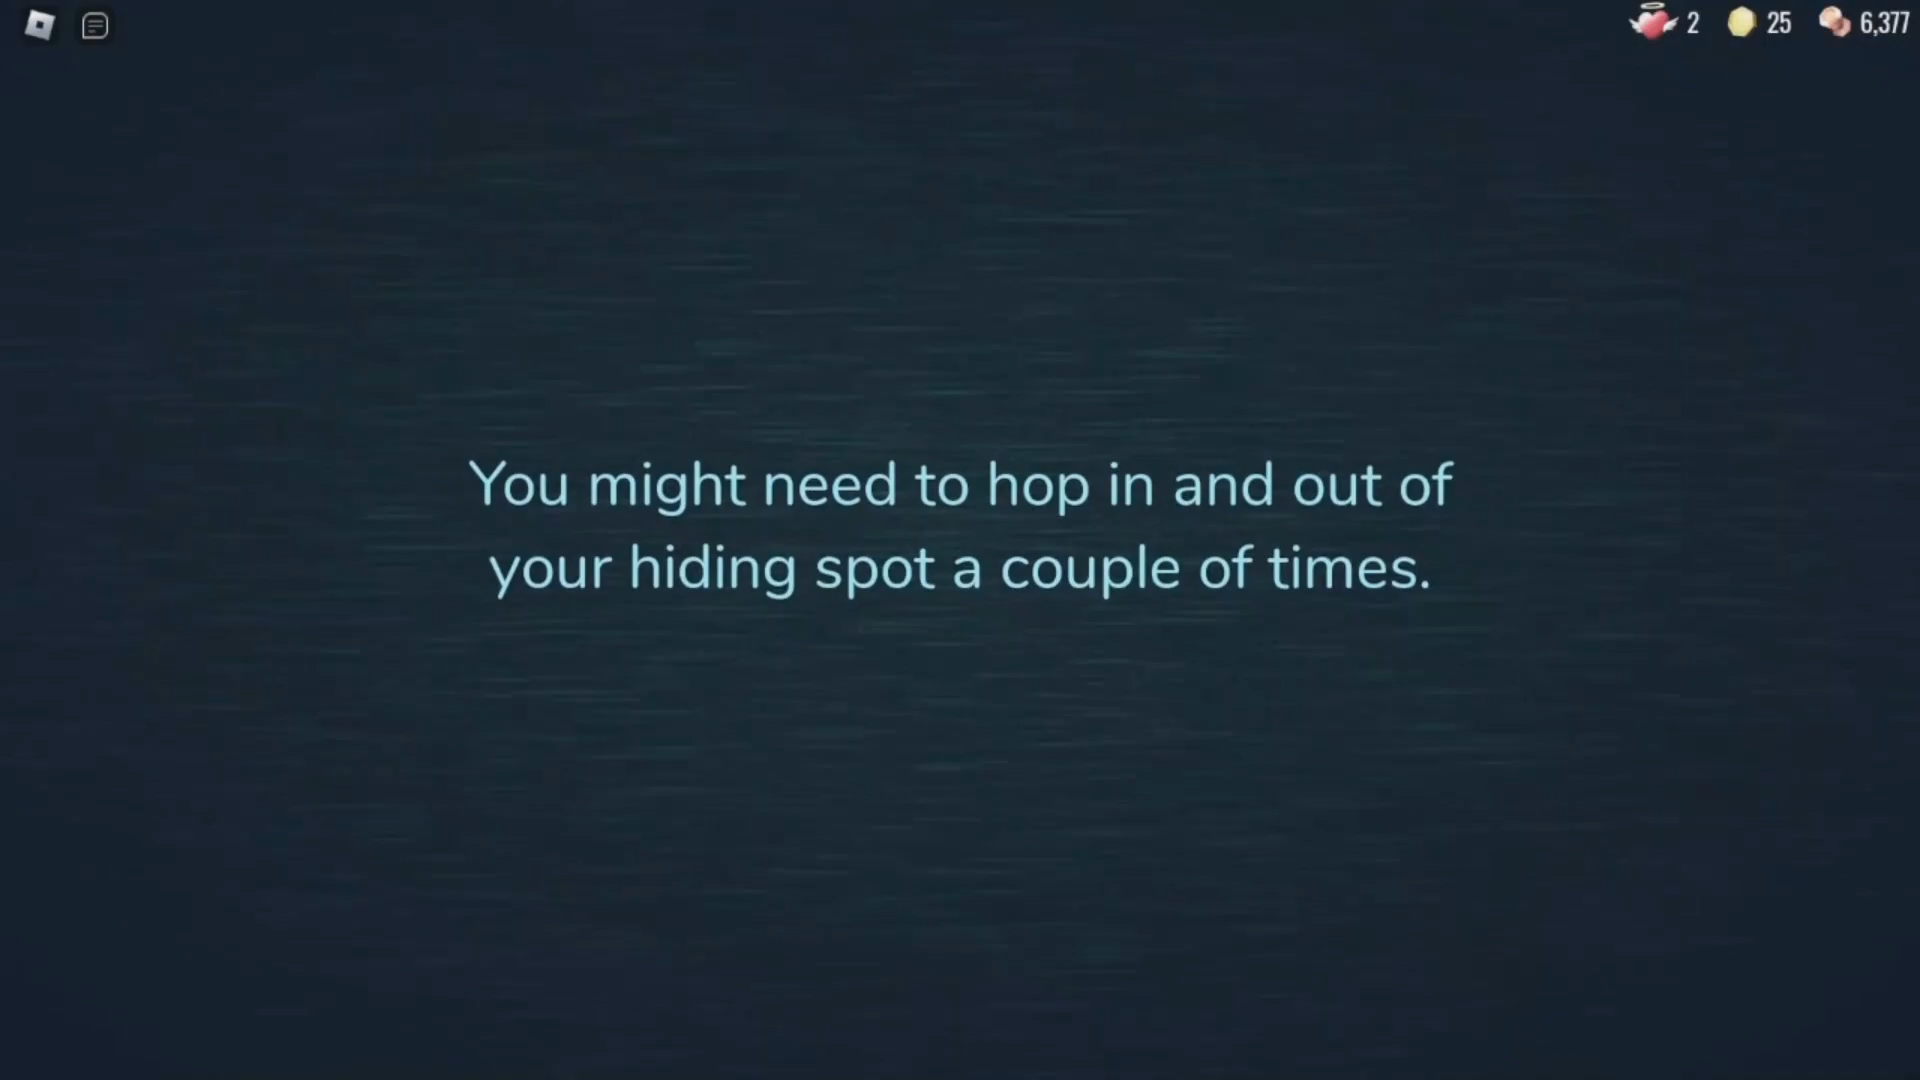 2 25 6,377
You might need to hop in and out of
your hiding spot a couple of times.